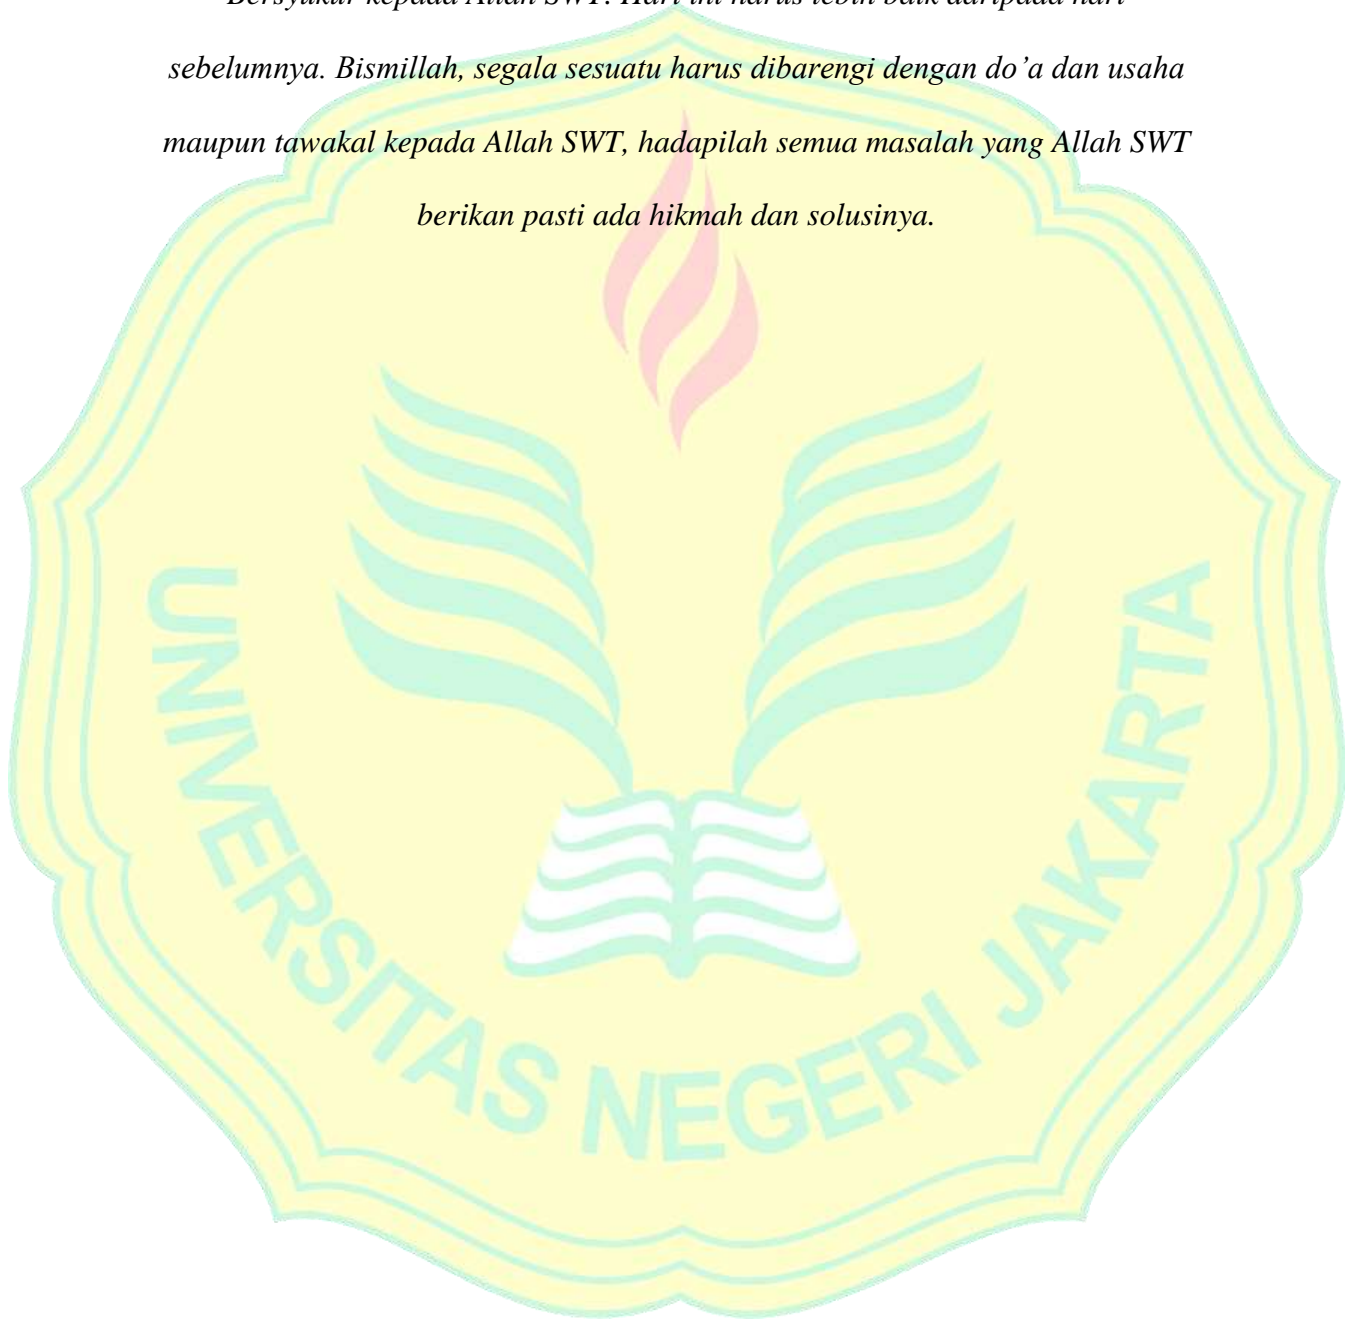 Bersyukur kepada Allah SWT. Hari ini harus lebih baik daripada hari
sebelumnya. Bismillah, segala sesuatu harus dibarengi dengan do’a dan usaha
maupun tawakal kepada Allah SWT, hadapilah semua masalah yang Allah SWT
berikan pasti ada hikmah dan solusinya.
UNIVERSITAS NEGERI JAKARTA